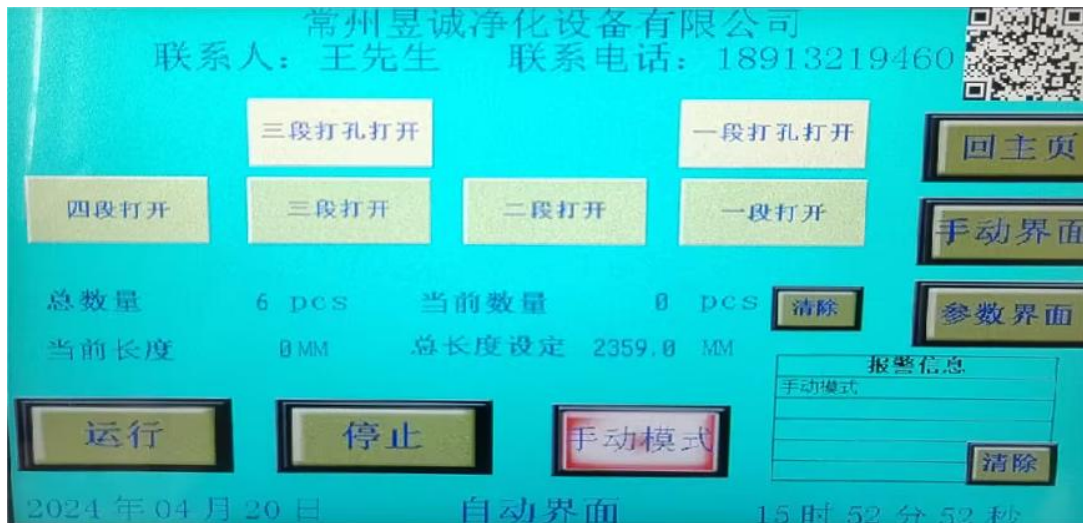 常州昱诚净化设备有限公司
联系人：王先生 联系电话：18913219460
三段打孔打开 一段打孔打开
回主页
四段打开 三段打开 二段打开 一段打开
手动界面
总数量 6 pcs 当前数量 0 pcs 清除
参数界面
当前长度 0 MM 总长度设定 2359.0 MM
报警信息
手动模式
运行 停止 手动模式
清除
2024 年 04 月 20 日 自动界面 15 时 52 分 52 秒